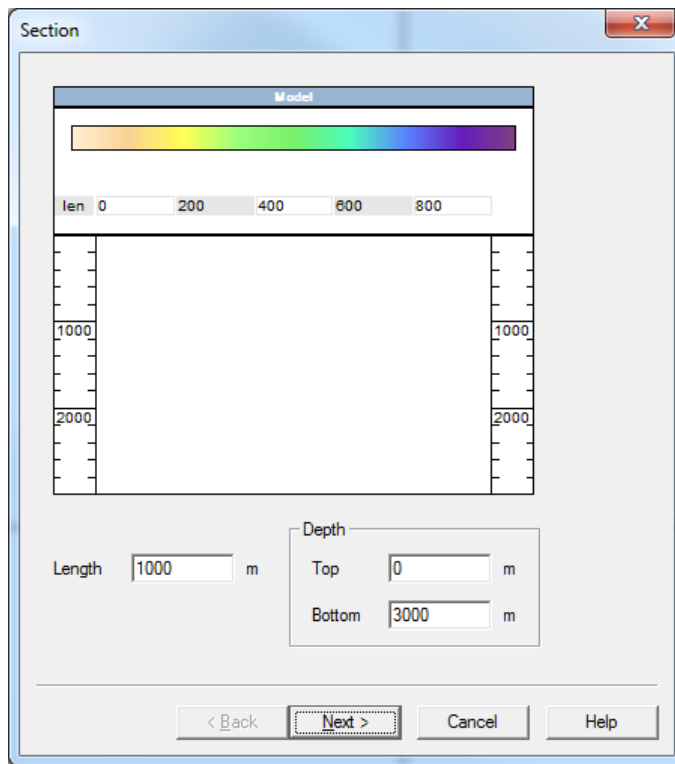 Section
Model
len 0 200 400 600 800
1000 1000
2000 2000
Depth
Length 1000 m Top 0 m
Bottom 3000 m
< Back Next > Cancel Help